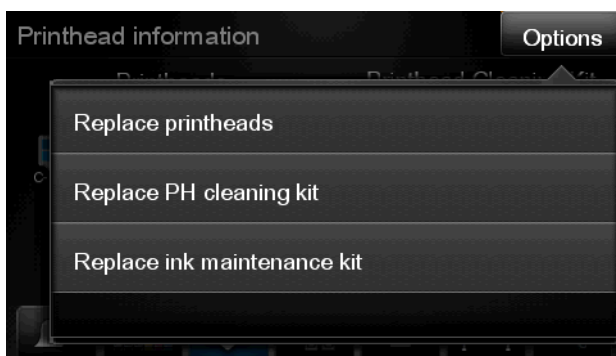 Printhead information
Options
Replace printheads
Replace PH cleaning kit
Replace ink maintenance kit